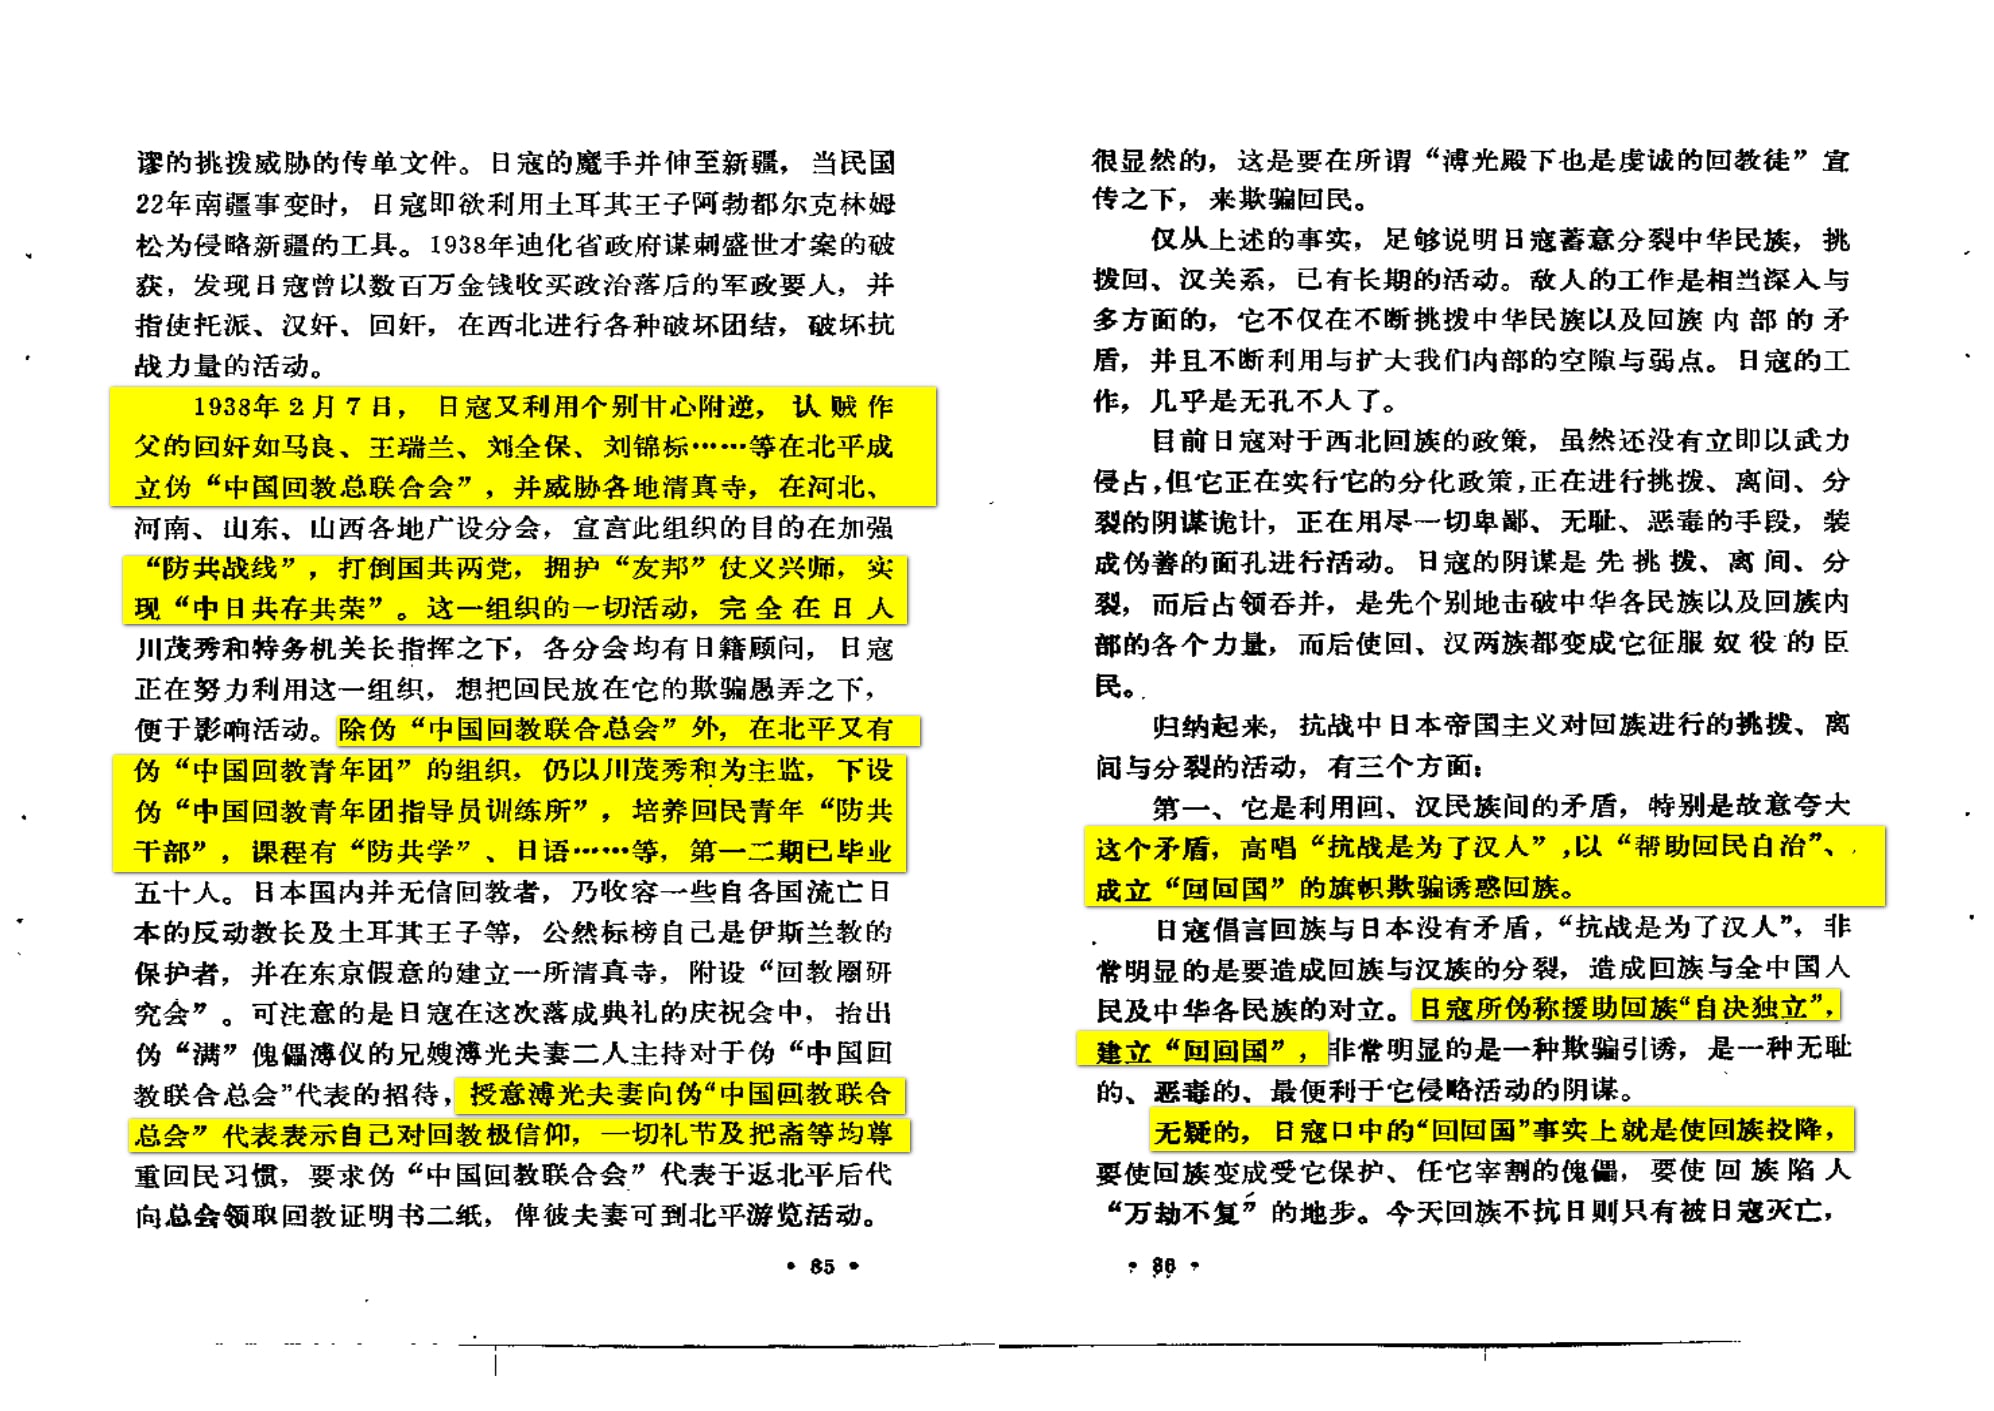 谬的挑拨威胁的传单文件。日寇的魔手并伸至新疆，当民国
22年南疆事变时，日寇即欲利用土耳其王子阿勃都尔克林姆
松为侵略新疆的工具。1938年迪化省政府谋刺盛世才案的破
获，发现日寇曾以数百万金钱收买政治落后的军政要人，并
指使托派、汉奸、回奸，在西北进行各种破坏团结，破坏抗
战力量的活动。
1938年2月7日，日寇又利用个别甘心附逆，认贼作
父的回奸如马良、王瑞兰、刘全保、刘锦标……等在北平成
立伪“中国回教总联合会”，并威胁各地清真寺，在河北、
河南、山东、山西各地广设分会，宣言此组织的目的在加强
“防共战线”，打倒国共两党，拥护“友邦”仗义兴师，实
现“中日共存共荣”。这一组织的一切活动，完全在日人
川茂秀和特务机关长指挥之下，各分会均有日籍顾问，日寇
正在努力利用这一组织，想把回民放在它的欺骗愚弄之下，
便于影响活动。除伪“中国回教联合总会”外，在北平又有
伪“中国回教青年团”的组织，仍以川茂秀和为主监，下设
伪“中国回教青年团指导员训练所”，培养回民青年“防共
干部”，课程有“防共学”、日语……等，第一二期已毕业
五十人。日本国内并无信回教者，乃收容一些自各国流亡日
本的反动教长及土耳其王子等，公然标榜自己是伊斯兰教的
保护者，并在东京假意的建立一所清真寺，附设“回教圈研
究会”。可注意的是日寇在这次落成典礼的庆祝会中，抬出
伪“满”傀儡溥仪的兄嫂溥光夫妻二人主持对于伪“中国回
教联合总会”代表的招待，授意溥光夫妻向伪“中国回教联合
总会”代表表示自己对回教极信仰，一切礼节及把斋等均尊
重回民习惯，要求伪“中国回教联合会”代表于返北平后代
向总会领取回教证明书二纸，俾彼夫妻可到北平游览活动。
• 85 •
很显然的，这是要在所谓“溥光殿下也是虔诚的回教徒”宣
传之下，来欺骗回民。
仅从上述的事实，足够说明日寇蓄意分裂中华民族，挑
拨回、汉关系，已有长期的活动。敌人的工作是相当深入与
多方面的，它不仅在不断挑拨中华民族以及回族内部的矛
盾，并且不断利用与扩大我们内部的空隙与弱点。日寇的工
作，几乎是无孔不入了。
目前日寇对于西北回族的政策，虽然还没有立即以武力
侵占，但它正在实行它的分化政策，正在进行挑拨、离间、分
裂的阴谋诡计，正在用尽一切卑鄙、无耻、恶毒的手段，装
成伪善的面孔进行活动。日寇的阴谋是先挑拨、离间、分
裂，而后占领吞并，是先个别地击破中华各民族以及回族内
部的各个力量，而后使回、汉两族都变成它征服奴役的臣
民。
归纳起来，抗战中日本帝国主义对回族进行的挑拨、离
间与分裂的活动，有三个方面：
第一、它是利用回、汉民族间的矛盾，特别是故意夸大
这个矛盾，高唱“抗战是为了汉人”，以“帮助回民自治”、
成立“回回国”的旗帜欺骗诱惑回族。
日寇倡言回族与日本没有矛盾，“抗战是为了汉人”，非
常明显的是要造成回族与汉族的分裂，造成回族与全中国人
民及中华各民族的对立。日寇所伪称援助回族“自决独立”，
建立“回回国”，非常明显的是一种欺骗引诱，是一种无耻
的、恶毒的、最便利于它侵略活动的阴谋。
无疑的，日寇口中的“回回国”事实上就是使回族投降，
要使回族变成受它保护、任它宰割的傀儡，要使回族陷入
“万劫不复”的地步。今天回族不抗日则只有被日寇灭亡，
• 86 •